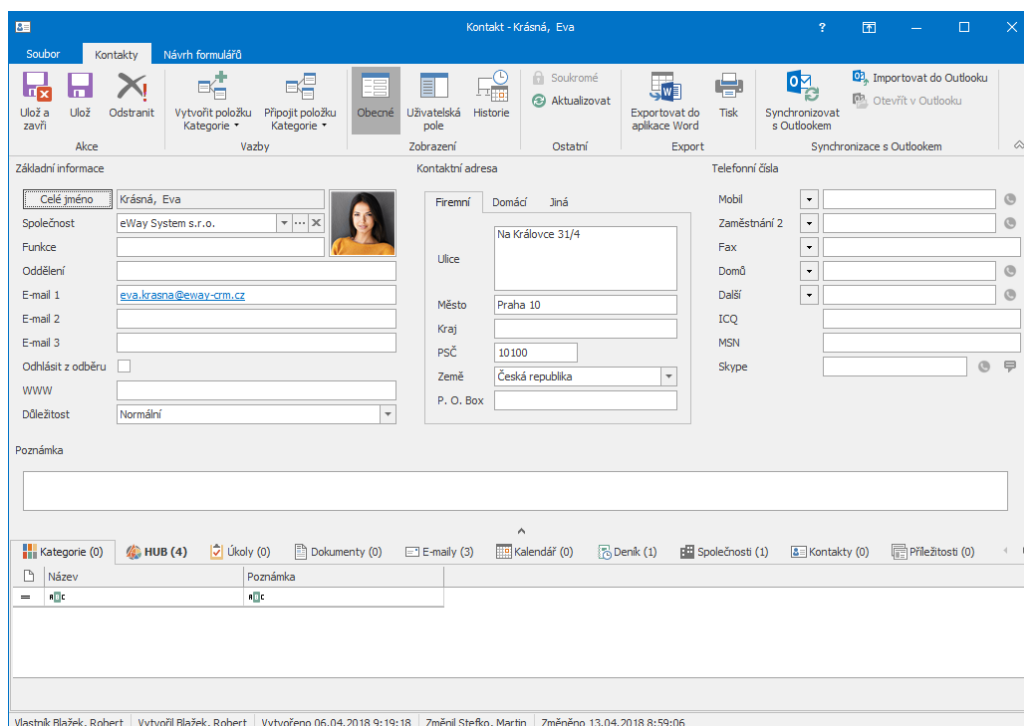 Kontakt - Krásná, Eva
?
Soubor
Kontakty
Návrh formulářů
Ulož a zavři
Ulož
Odstranit
Vytvořit položku Kategorie
Připojit položku Kategorie
Obecné
Uživatelská pole
Historie
Soukromé
Aktualizovat
Exportovat do aplikace Word
Tisk
Synchronizovat s Outlookem
Importovat do Outlooku
Otevřít v Outlooku
Akce
Vazby
Zobrazení
Ostatní
Export
Synchronizace s Outlookem
Základní informace
Celé jméno
Krásná, Eva
Společnost
eWay System s.r.o.
Funkce
Oddělení
E-mail 1
eva.krasna@eway-crm.cz
E-mail 2
E-mail 3
Odhlásit z odběru
WWW
Důležitost
Normální
Kontaktní adresa
Firemní
Domácí
Jiná
Ulice
Na Královce 31/4
Město
Praha 10
Kraj
PSČ
10100
Země
Česká republika
P. O. Box
Telefonní čísla
Mobil
Zaměstnání 2
Fax
Domů
Další
ICQ
MSN
Skype
Poznámka
Kategorie (0)
HUB (4)
Úkoly (0)
Dokumenty (0)
E-maily (3)
Kalendář (0)
Deník (1)
Společnosti (1)
Kontakty (0)
Příležitosti (0)
Název
Poznámka
Vlastník Blažek, Robert
Vytvořil Blažek, Robert
Vytvořeno 06.04.2018 9:19:18
Změnil Stefko, Martin
Změněno 13.04.2018 8:59:06